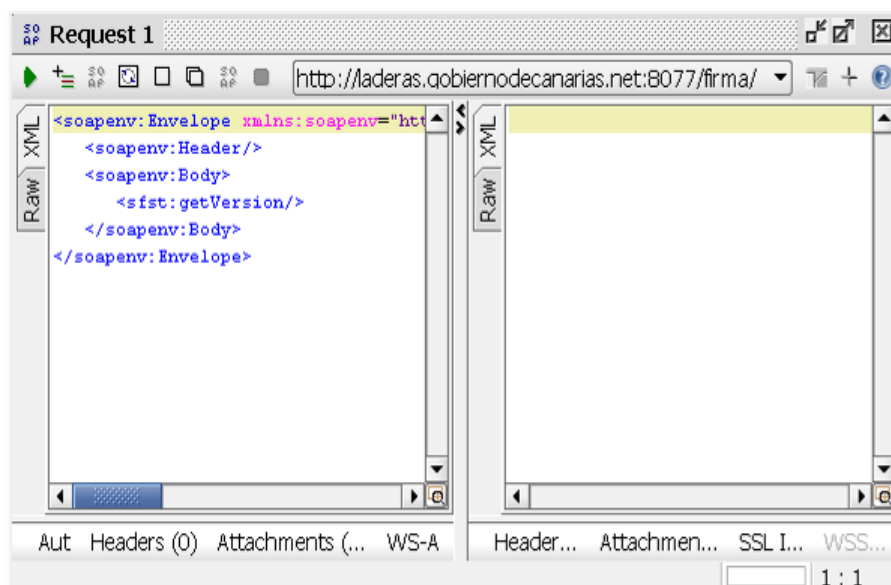 SO AP Request 1
http://laderas.gobiernodecanarias.net:8077/firma/
XML
Raw
<soapenv:Envelope xmlns:soapenv="htt
<soapenv:Header/>
<soapenv:Body>
<sfst:getVersion/>
</soapenv:Body>
</soapenv:Envelope>
XML
Raw
Aut Headers (0) Attachments (... WS-A
Header... Attachmen... SSL I... WSS...
1 : 1